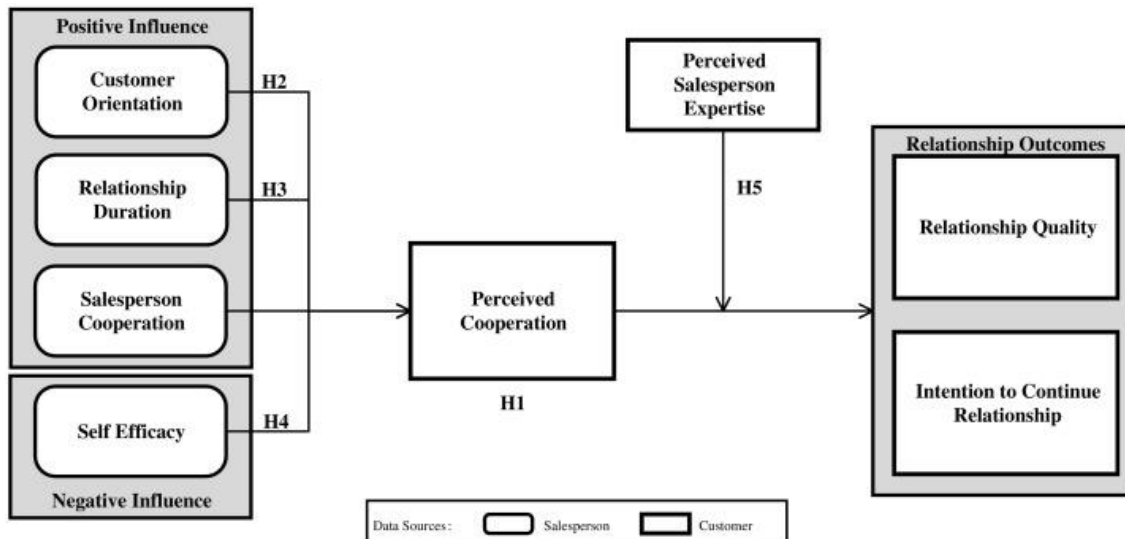 Positive Influence
Customer
Orientation
H2
Relationship
Duration
H3
Salesperson
Cooperation
Self Efficacy
H4
Negative Influence
Perceived
Cooperation
H1
Perceived
Salesperson
Expertise
H5
Relationship Outcomes
Relationship Quality
Intention to Continue
Relationship
Data Sources : Salesperson Customer